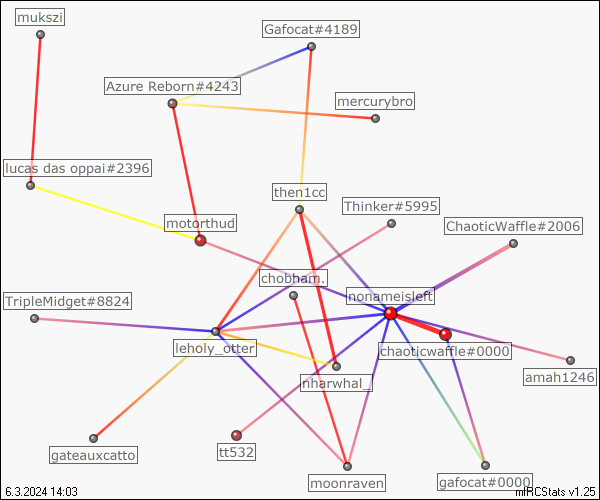 mukszi
Gafocat#4189
Azure Reborn#4243
mercurybro
lucas das oppai#2396
then1cc
Thinker#5995
motorthud
ChaoticWaffle#2006
chobham.
nonameisleft
TripleMidget#8824
leholy_otter
chaoticwaffle#0000
nharwhal_
amah1246
gateauxcatto
tt532
moonraven
gafocat#0000
6.3.2024 14:03
mIRCStats v1.25